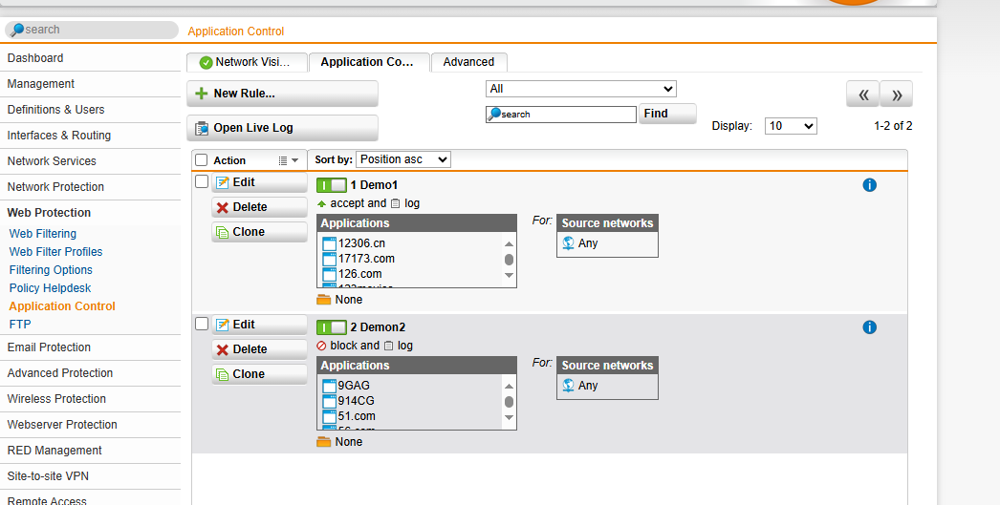 search
Application Control
Dashboard
Management
Definitions & Users
Interfaces & Routing
Network Services
Network Protection
Web Protection
Web Filtering
Web Filter Profiles
Filtering Options
Policy Helpdesk
Application Control
FTP
Email Protection
Advanced Protection
Wireless Protection
Webserver Protection
RED Management
Site-to-site VPN
Remote Access
Network Visi...
Application Co...
Advanced
New Rule...
All
« »
Open Live Log
search
Find
Display: 10
1-2 of 2
Action
Sort by: Position asc
Edit
Delete
Clone
1 Demo1
accept and log
Applications
12306.cn
17173.com
126.com
For: Source networks
Any
None
Edit
Delete
Clone
2 Demon2
block and log
Applications
9GAG
914CG
51.com
For: Source networks
Any
None